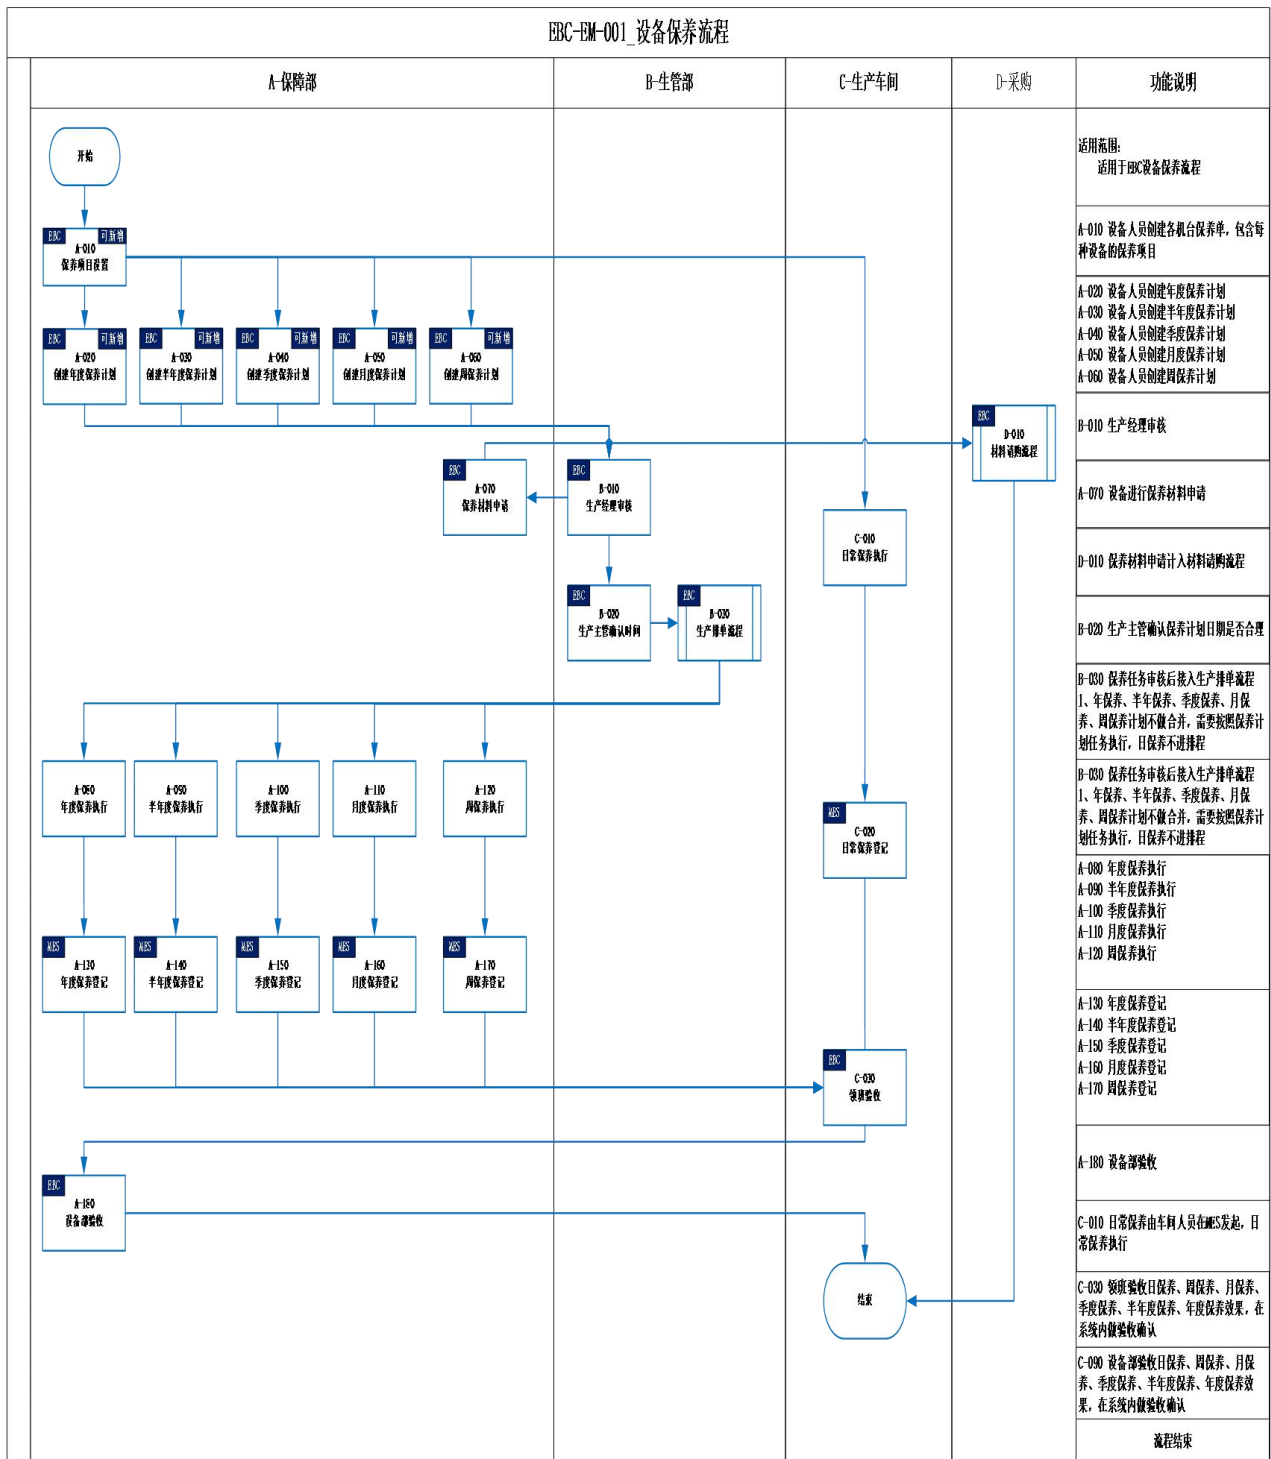 EBC-EM-001_设备保养流程
A-保障部
B-生管部
C-生产车间
D-采购
功能说明
开始
EBC
可新增
A-010
保养项目设置
EBC
可新增
A-020
创建年度保养计划
EBC
可新增
A-030
创建半年度保养计划
EBC
可新增
A-040
创建季度保养计划
EBC
可新增
A-050
创建月度保养计划
EBC
可新增
A-060
创建周保养计划
EBC
D-010
材料请购流程
EBC
A-070
保养材料申请
EBC
B-010
生产经理审核
C-010
日常保养执行
EBC
B-020
生产主管确认时间
EBC
B-030
生产排单流程
A-080
年度保养执行
A-090
半年度保养执行
A-100
季度保养执行
A-110
月度保养执行
A-120
周保养执行
MES
C-020
日常保养登记
MES
A-130
年度保养登记
MES
A-140
半年度保养登记
MES
A-150
季度保养登记
MES
A-160
月度保养登记
MES
A-170
周保养登记
EBC
C-030
领班验收
EBC
A-180
设备部验收
结束
适用范围：
适用于EBC设备保养流程
A-010 设备人员创建各机台保养单，包含每
种设备的保养项目
A-020 设备人员创建年度保养计划
A-030 设备人员创建半年度保养计划
A-040 设备人员创建季度保养计划
A-050 设备人员创建月度保养计划
A-060 设备人员创建周保养计划
B-010 生产经理审核
A-070 设备进行保养材料申请
D-010 保养材料申请计入材料请购流程
B-020 生产主管确认保养计划日期是否合理
B-030 保养任务审核后接入生产排单流程
1、年保养、半年保养、季度保养、月保
养、周保养计划不做合并，需要按照保养计
划任务执行，日保养不进排程
B-030 保养任务审核后接入生产排单流程
1、年保养、半年保养、季度保养、月保
养、周保养计划不做合并，需要按照保养计
划任务执行，日保养不进排程
A-080 年度保养执行
A-090 半年度保养执行
A-100 季度保养执行
A-110 月度保养执行
A-120 周保养执行
A-130 年度保养登记
A-140 半年度保养登记
A-150 季度保养登记
A-160 月度保养登记
A-170 周保养登记
A-180 设备部验收
C-010 日常保养由车间人员在MES发起，日
常保养执行
C-030 领班验收日保养、周保养、月保养、
季度保养、半年度保养、年度保养效果，在
系统内做验收确认
C-090 设备部验收日保养、周保养、月保
养、季度保养、半年度保养、年度保养效
果，在系统内做验收确认
流程结束